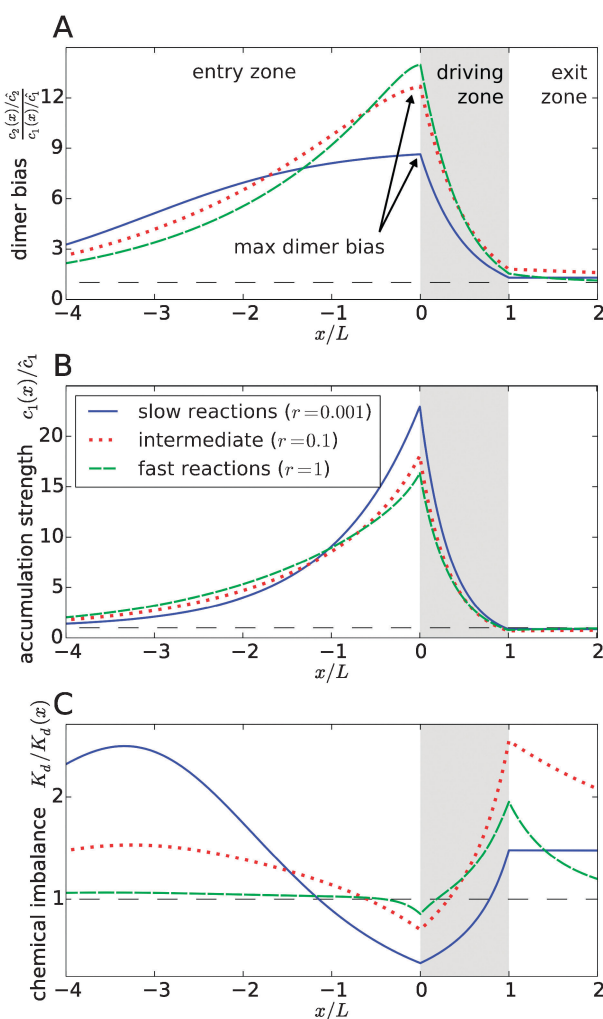 A
entry zone
driving
zone
exit
zone
max dimer bias
dimer bias c₂(x)/ĉ₂ / c₁(x)/ĉ₁
12
9
6
3
0
−4 −3 −2 −1 0 1 2
x/L
B
slow reactions (r=0.001)
intermediate (r=0.1)
fast reactions (r=1)
accumulation strength c₁(x)/ĉ₁
20
15
10
5
0
−4 −3 −2 −1 0 1 2
x/L
C
chemical imbalance K_d/K_d(x)
2
1
−4 −3 −2 −1 0 1 2
x/L